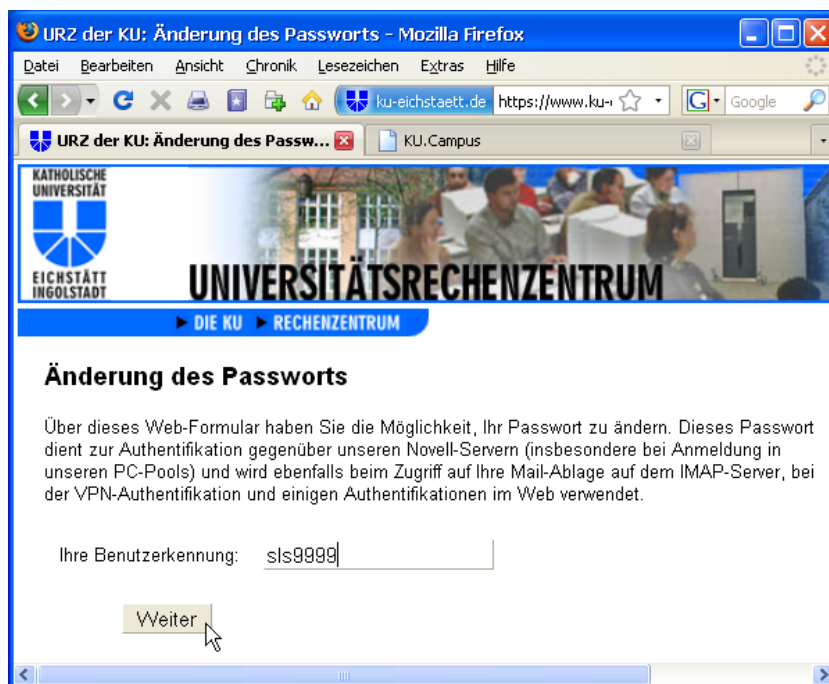 URZ der KU: Änderung des Passworts - Mozilla Firefox
Datei Bearbeiten Ansicht Chronik Lesezeichen Extras Hilfe
ku-eichstaett.de https://www.ku- G Google
URZ der KU: Änderung des Passw... KU.Campus
KATHOLISCHE
UNIVERSITÄT
EICHSTÄTT
INGOLSTADT
UNIVERSITÄTSRECHENZENTRUM
DIE KU RECHENZENTRUM
Änderung des Passworts
Über dieses Web-Formular haben Sie die Möglichkeit, Ihr Passwort zu ändern. Dieses Passwort
dient zur Authentifikation gegenüber unseren Novell-Servern (insbesondere bei Anmeldung in
unseren PC-Pools) und wird ebenfalls beim Zugriff auf Ihre Mail-Ablage auf dem IMAP-Server, bei
der VPN-Authentifikation und einigen Authentifikationen im Web verwendet.
Ihre Benutzerkennung: sls9999
Weiter